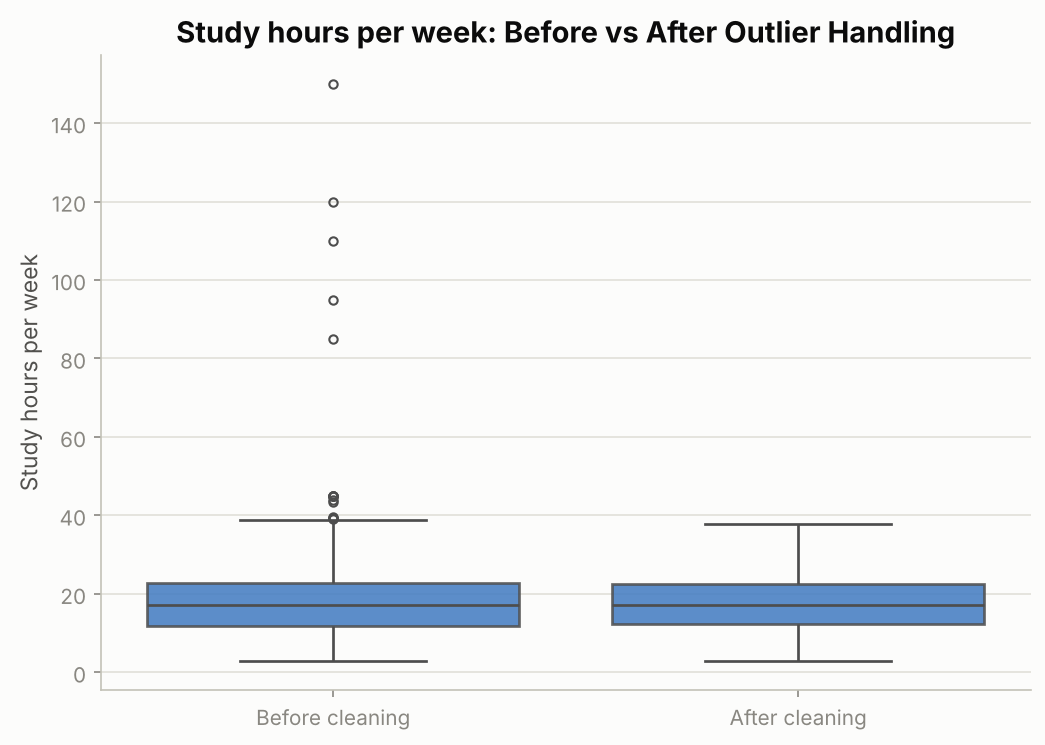 Study hours per week: Before vs After Outlier Handling
Study hours per week
140
120
100
80
60
40
20
0
Before cleaning
After cleaning